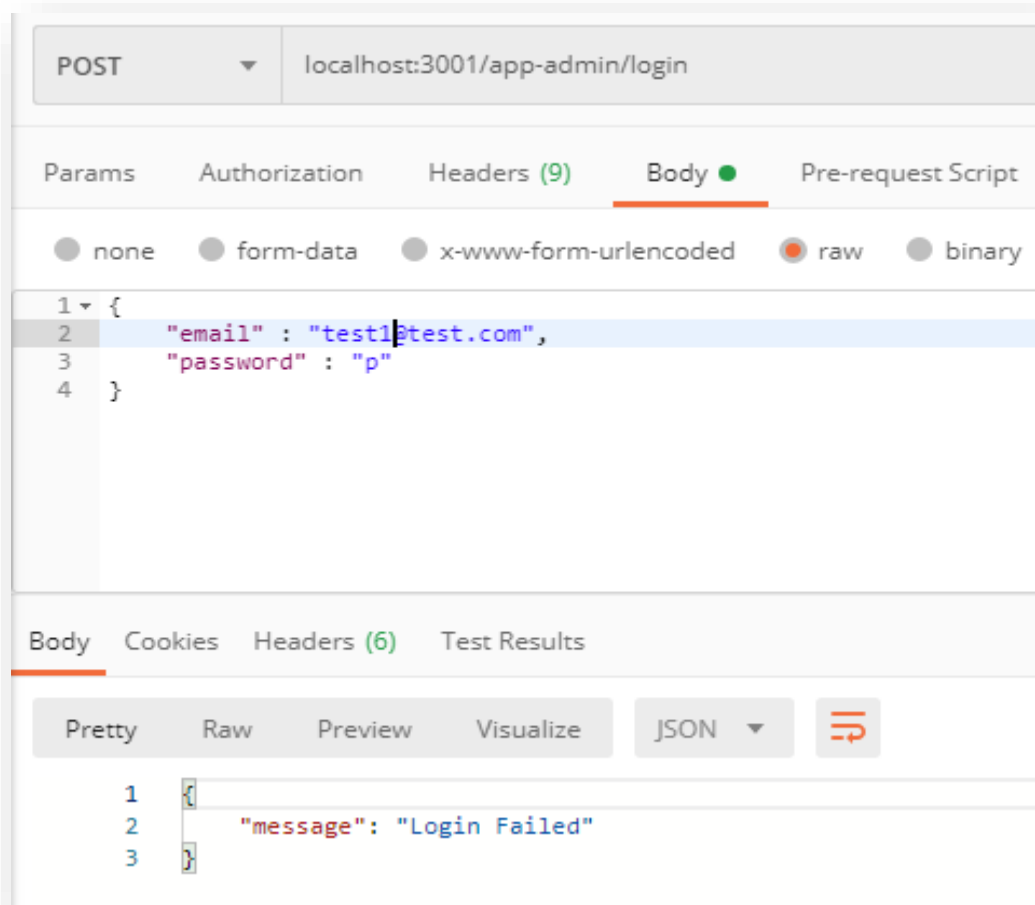 POST localhost:3001/app-admin/login
Params Authorization Headers (9) Body Pre-request Script
none form-data x-www-form-urlencoded raw binary
1 {
2 "email" : "test1@test.com",
3 "password" : "p"
4 }
Body Cookies Headers (6) Test Results
Pretty Raw Preview Visualize JSON
1 {
2 "message": "Login Failed"
3 }